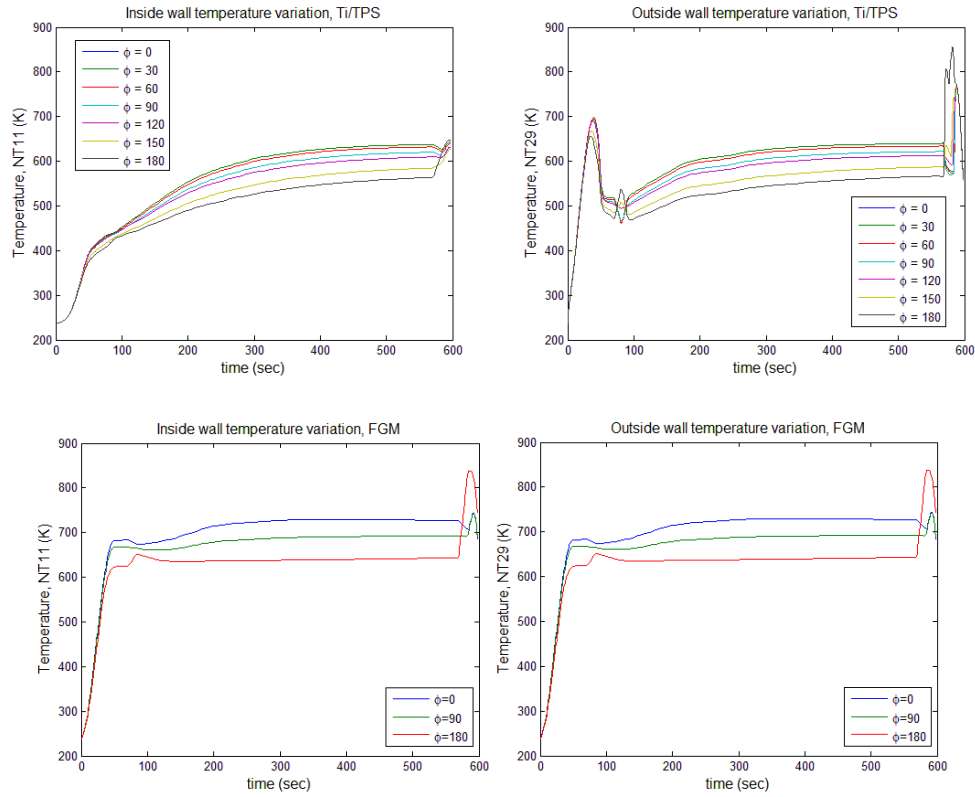 Inside wall temperature variation, Ti/TPS
Temperature, NT11 (K)
900
800
700
600
500
400
300
200
ϕ = 0
ϕ = 30
ϕ = 60
ϕ = 90
ϕ = 120
ϕ = 150
ϕ = 180
0 100 200 300 400 500 600
time (sec)
Outside wall temperature variation, Ti/TPS
Temperature, NT29 (K)
900
800
700
600
500
400
300
200
ϕ = 0
ϕ = 30
ϕ = 60
ϕ = 90
ϕ = 120
ϕ = 150
ϕ = 180
0 100 200 300 400 500 600
time (sec)
Inside wall temperature variation, FGM
Temperature, NT11 (K)
900
800
700
600
500
400
300
200
ϕ=0
ϕ=90
ϕ=180
0 100 200 300 400 500 600
time (sec)
Outside wall temperature variation, FGM
Temperature, NT29 (K)
900
800
700
600
500
400
300
200
ϕ=0
ϕ=90
ϕ=180
0 100 200 300 400 500 600
time (sec)